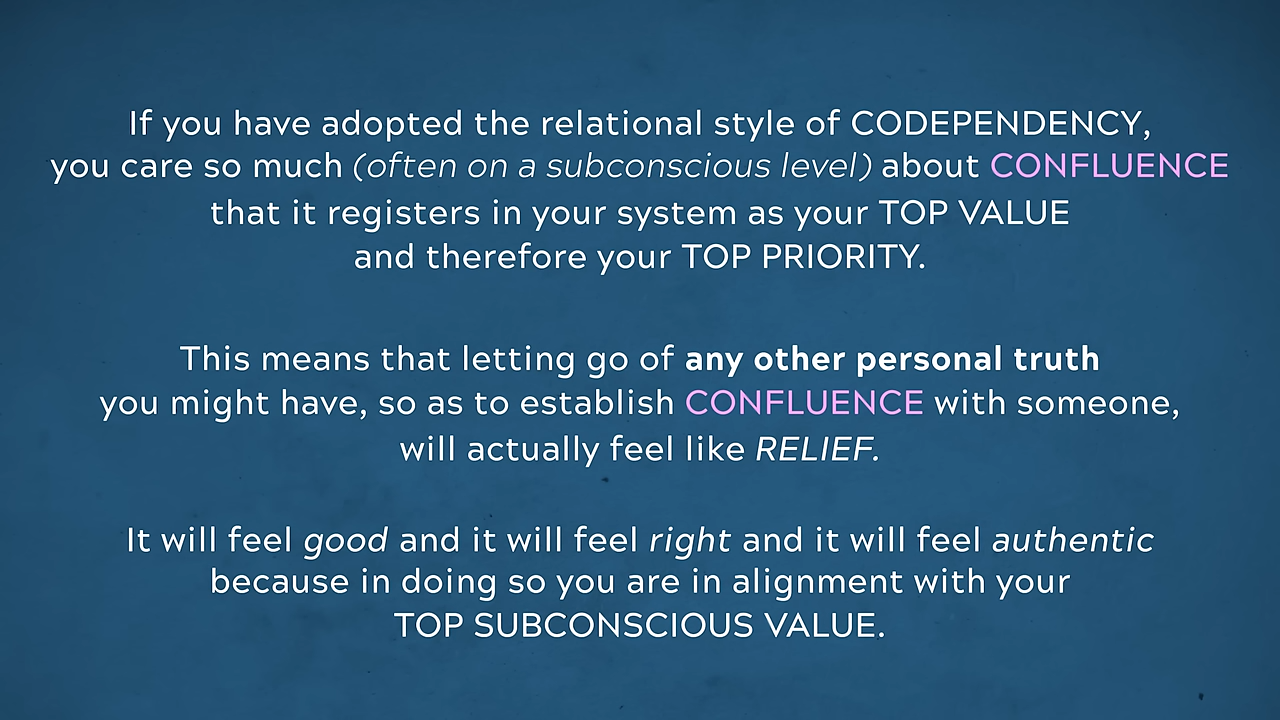 If you have adopted the relational style of CODEPENDENCY,
you care so much (often on a subconscious level) about CONFLUENCE
that it registers in your system as your TOP VALUE
and therefore your TOP PRIORITY.
This means that letting go of any other personal truth
you might have, so as to establish CONFLUENCE with someone,
will actually feel like RELIEF.
It will feel good and it will feel right and it will feel authentic
because in doing so you are in alignment with your
TOP SUBCONSCIOUS VALUE.